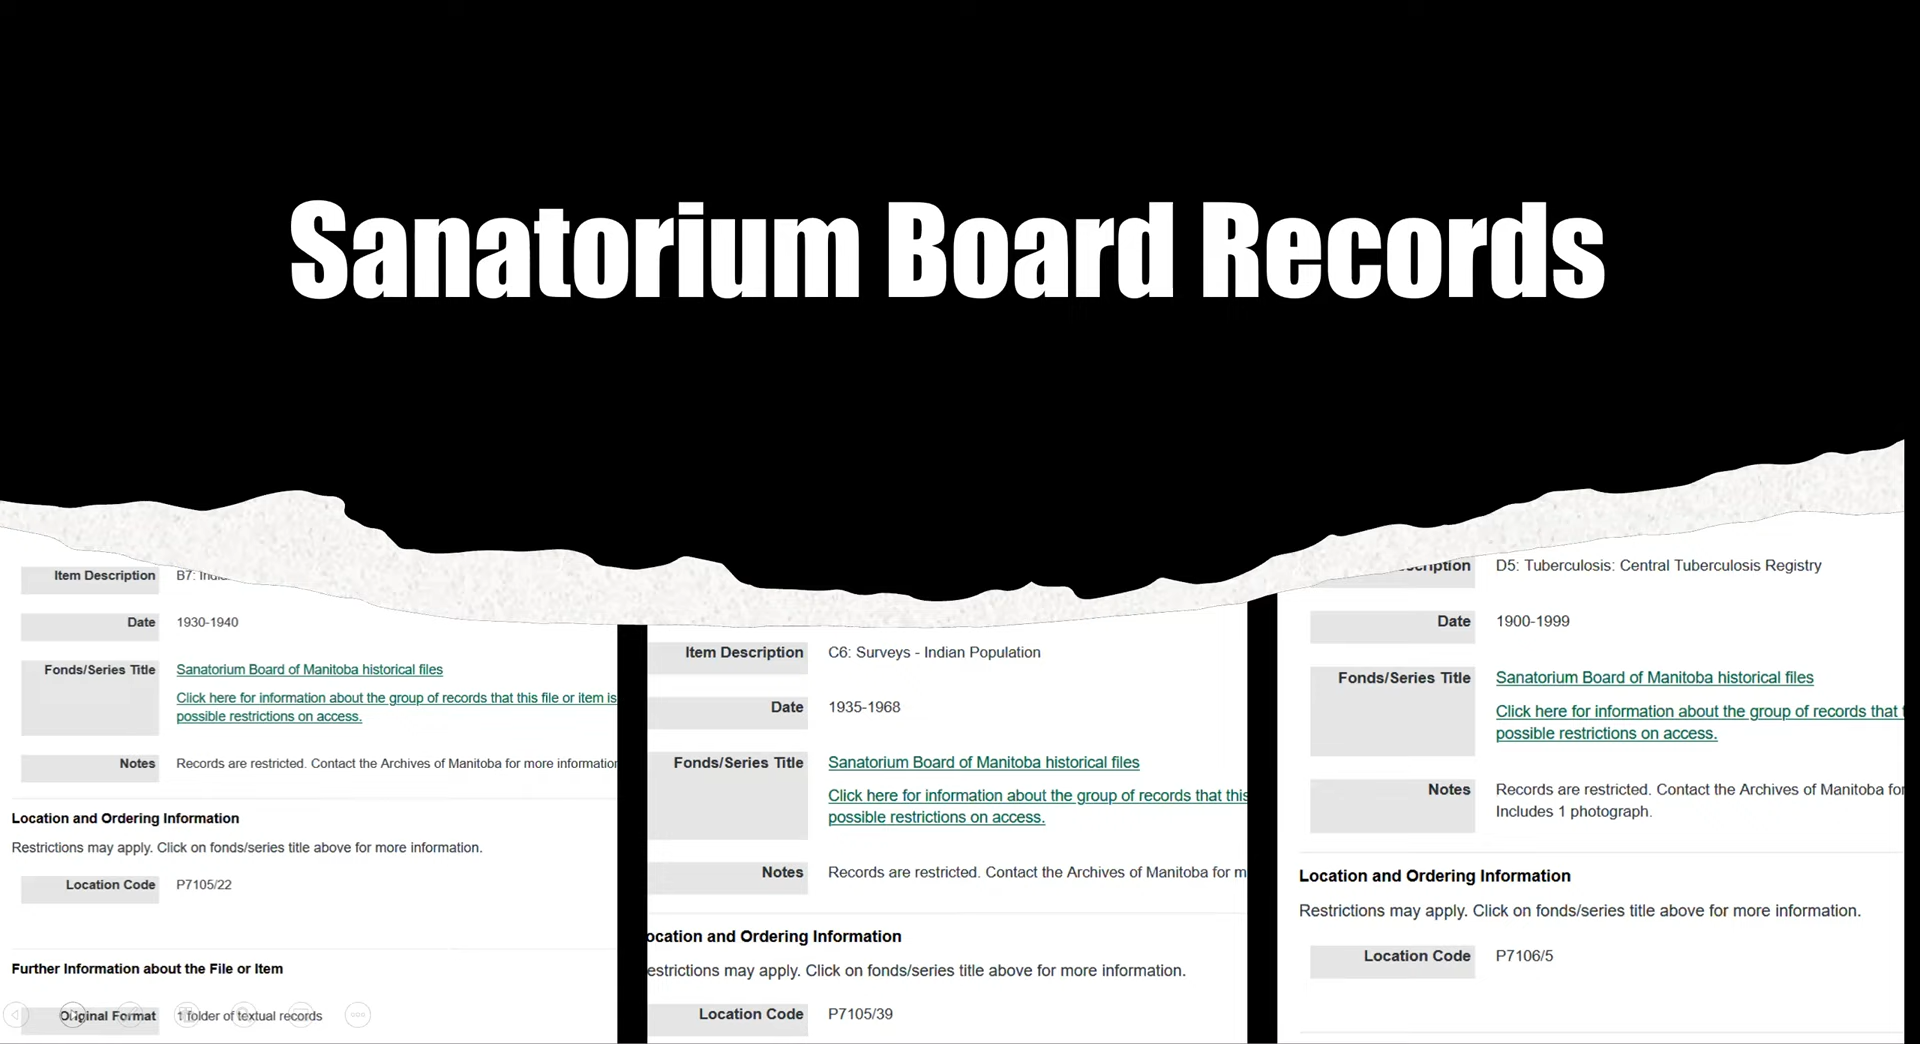 Sanatorium Board Records
Item Description B7:
Date 1930-1940
Fonds/Series Title Sanatorium Board of Manitoba historical files
Click here for information about the group of records that this file or item is
possible restrictions on access.
Notes Records are restricted. Contact the Archives of Manitoba for more information
Location and Ordering Information
Restrictions may apply. Click on fonds/series title above for more information.
Location Code P7105/22
Further Information about the File or Item
Original Format 1 folder of textual records
Item Description C6: Surveys - Indian Population
Date 1935-1968
Fonds/Series Title Sanatorium Board of Manitoba historical files
Click here for information about the group of records that this
possible restrictions on access.
Notes Records are restricted. Contact the Archives of Manitoba for m
ocation and Ordering Information
estrictions may apply. Click on fonds/series title above for more information.
Location Code P7105/39
D5: Tuberculosis: Central Tuberculosis Registry
Date 1900-1999
Fonds/Series Title Sanatorium Board of Manitoba historical files
Click here for information about the group of records that
possible restrictions on access.
Notes Records are restricted. Contact the Archives of Manitoba for
Includes 1 photograph.
Location and Ordering Information
Restrictions may apply. Click on fonds/series title above for more information.
Location Code P7106/5